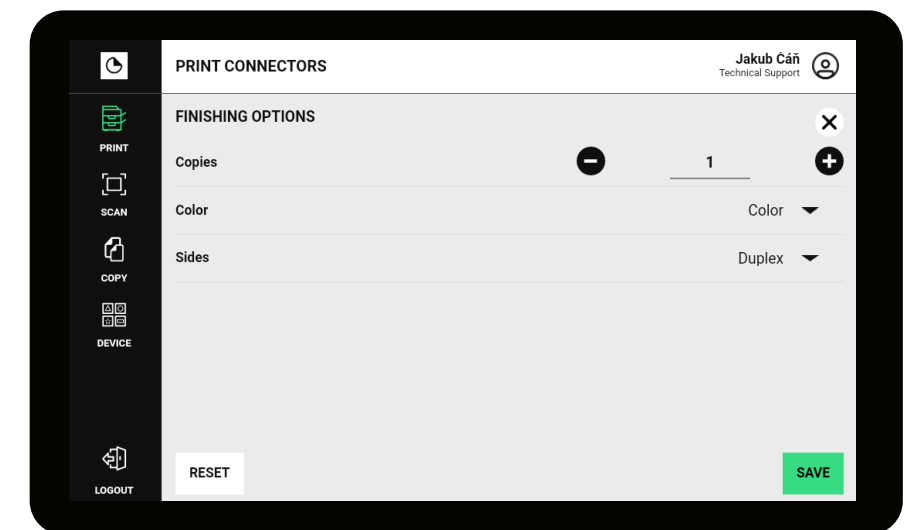 PRINT CONNECTORS
Jakub Čáň
Technical Support
PRINT
SCAN
COPY
DEVICE
LOGOUT
FINISHING OPTIONS
Copies
1
Color
Color
Sides
Duplex
RESET
SAVE